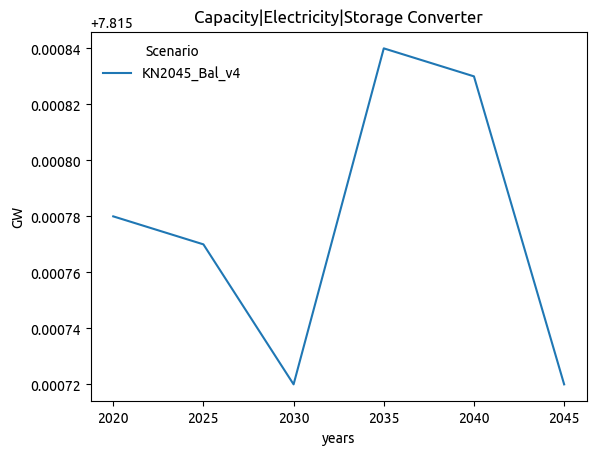 Capacity|Electricity|Storage Converter
+7.815
Scenario
KN2045_Bal_v4
0.00084
0.00082
0.00080
0.00078
0.00076
0.00074
0.00072
GW
2020 2025 2030 2035 2040 2045
years